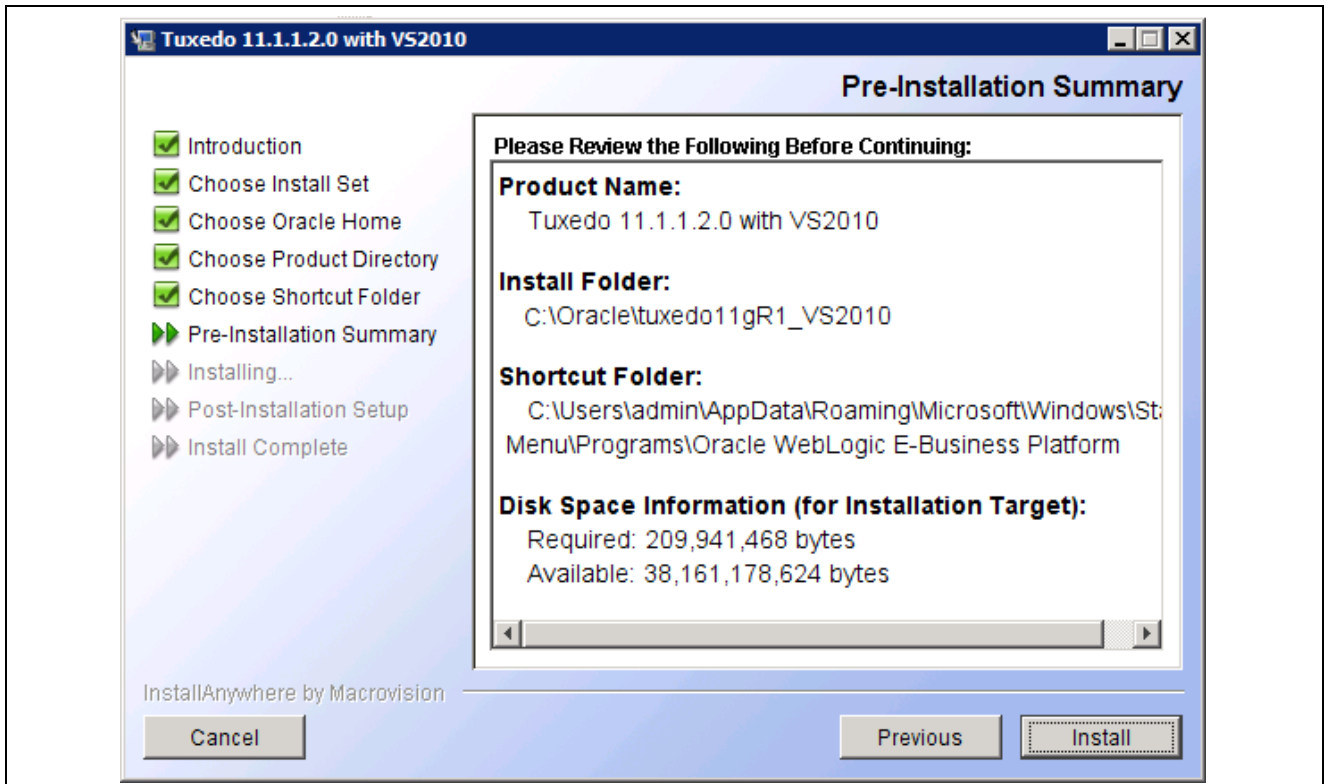 Tuxedo 11.1.1.2.0 with VS2010
Pre-Installation Summary
Introduction
Choose Install Set
Choose Oracle Home
Choose Product Directory
Choose Shortcut Folder
Pre-Installation Summary
Installing...
Post-Installation Setup
Install Complete
Please Review the Following Before Continuing:
Product Name:
Tuxedo 11.1.1.2.0 with VS2010
Install Folder:
C:\Oracle\tuxedo11gR1_VS2010
Shortcut Folder:
C:\Users\admin\AppData\Roaming\Microsoft\Windows\Sta
Menu\Programs\Oracle WebLogic E-Business Platform
Disk Space Information (for Installation Target):
Required: 209,941,468 bytes
Available: 38,161,178,624 bytes
InstallAnywhere by Macrovision
Cancel
Previous
Install